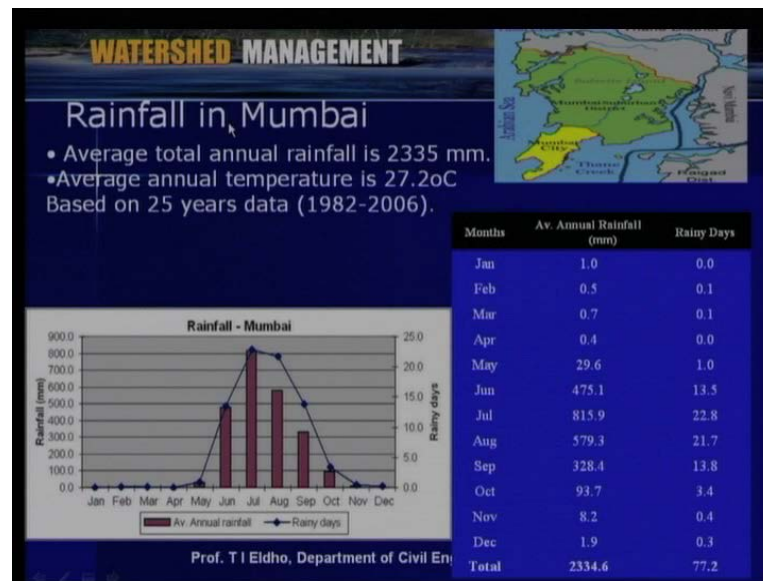 WATERSHED MANAGEMENT
Rainfall in Mumbai
• Average total annual rainfall is 2335 mm.
•Average annual temperature is 27.2oC
Based on 25 years data (1982-2006).
Arabian Sea
Mumbai Suburban
District
Mumbai
City
Thane
Creek
Navi Mumbai
Raigad
Dist.
Months Av. Annual Rainfall (mm) Rainy Days
Jan 1.0 0.0
Feb 0.5 0.1
Mar 0.7 0.1
Apr 0.4 0.0
May 29.6 1.0
Jun 475.1 13.5
Jul 815.9 22.8
Aug 579.3 21.7
Sep 328.4 13.8
Oct 93.7 3.4
Nov 8.2 0.4
Dec 1.9 0.3
Total 2334.6 77.2
Rainfall - Mumbai
Rainfall (mm)
900.0
800.0
700.0
600.0
500.0
400.0
300.0
200.0
100.0
0.0
25.0
20.0
15.0
10.0
5.0
0.0
Rainy days
Jan Feb Mar Apr May Jun Jul Aug Sep Oct Nov Dec
Av. Annual rainfall Rainy days
Prof. T I Eldho, Department of Civil En